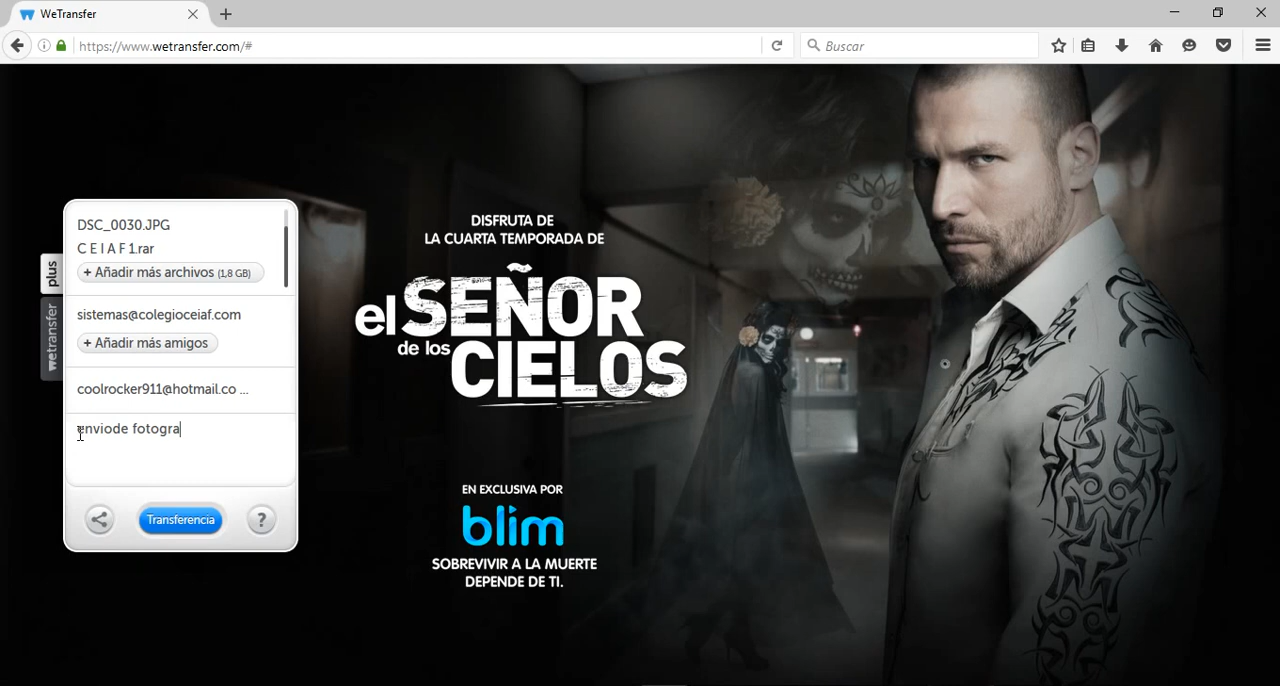 WeTransfer
https://www.wetransfer.com/#
Buscar
DSC_0030.JPG
C E I A F 1.rar
+ Añadir más archivos (1,8 GB)
sistemas@colegioceiaf.com
+ Añadir más amigos
coolrocker911@hotmail.co ...
enviode fotogra
Transferencia
?
plus
wetransfer
DISFRUTA DE
LA CUARTA TEMPORADA DE
el SEÑOR
de los CIELOS
EN EXCLUSIVA POR
blim
SOBREVIVIR A LA MUERTE
DEPENDE DE TI.